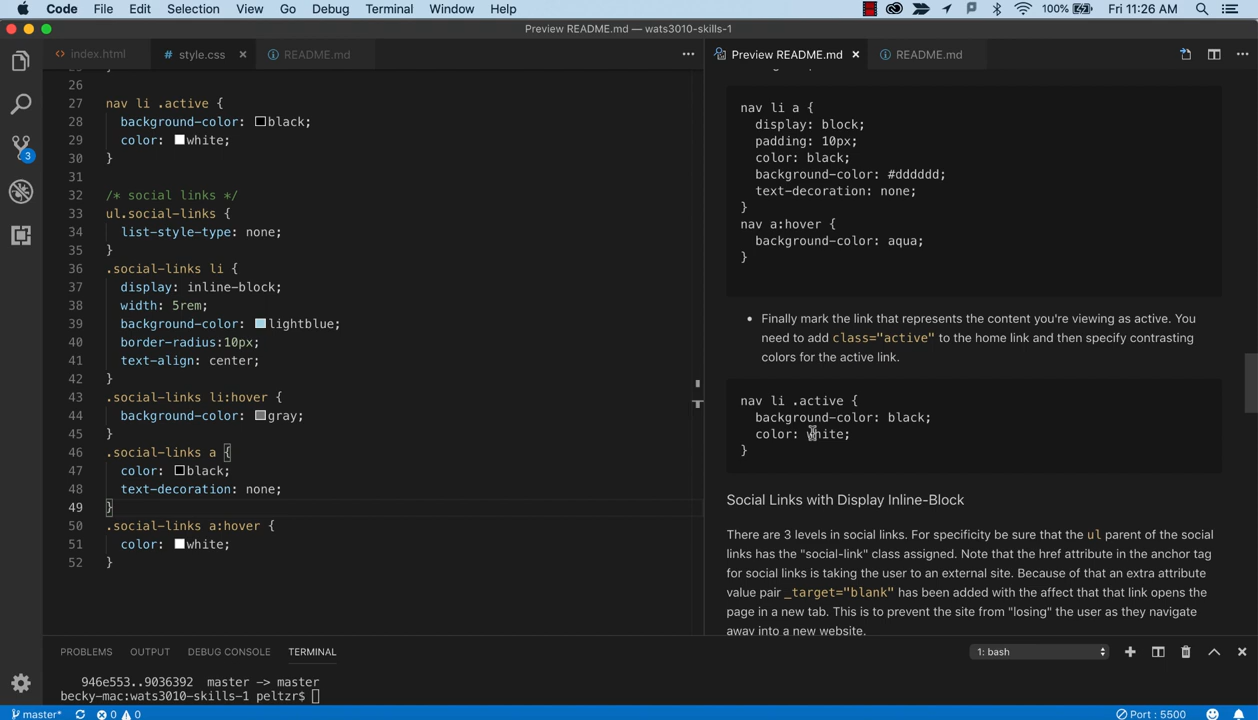 Code File Edit Selection View Go Debug Terminal Window Help 100% Fri 11:26 AM
Preview README.md — wats3010-skills-1
index.html
style.css
README.md
Preview README.md
README.md
26
27 nav li .active {
28 background-color: black;
29 color: white;
30 }
31
32 /* social links */
33 ul.social-links {
34 list-style-type: none;
35 }
36 .social-links li {
37 display: inline-block;
38 width: 5rem;
39 background-color: lightblue;
40 border-radius:10px;
41 text-align: center;
42 }
43 .social-links li:hover {
44 background-color: gray;
45 }
46 .social-links a {
47 color: black;
48 text-decoration: none;
49 }
50 .social-links a:hover {
51 color: white;
52 }
nav li a {
display: block;
padding: 10px;
color: black;
background-color: #dddddd;
text-decoration: none;
}
nav a:hover {
background-color: aqua;
}
• Finally mark the link that represents the content you're viewing as active. You
need to add class="active" to the home link and then specify contrasting
colors for the active link.
nav li .active {
background-color: black;
color: white;
}
Social Links with Display Inline-Block
There are 3 levels in social links. For specificity be sure that the ul parent of the social
links has the "social-link" class assigned. Note that the href attribute in the anchor tag
for social links is taking the user to an external site. Because of that an extra attribute
value pair _target="blank" has been added with the affect that that link opens the
page in a new tab. This is to prevent the site from "losing" the user as they navigate
away into a new website.
3
PROBLEMS OUTPUT DEBUG CONSOLE TERMINAL
1: bash
946e553..9036392 master -> master
becky-mac:wats3010-skills-1 peltzr$
master* 0 0
Port : 5500